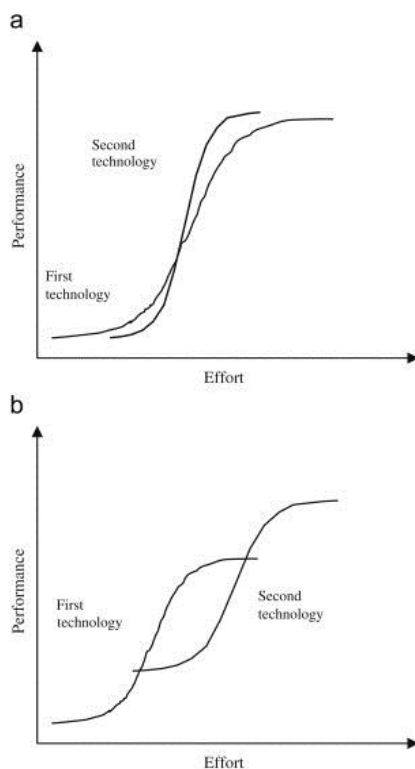 a
Performance
Second
technology
First
technology
Effort
b
Performance
First
technology
Second
technology
Effort